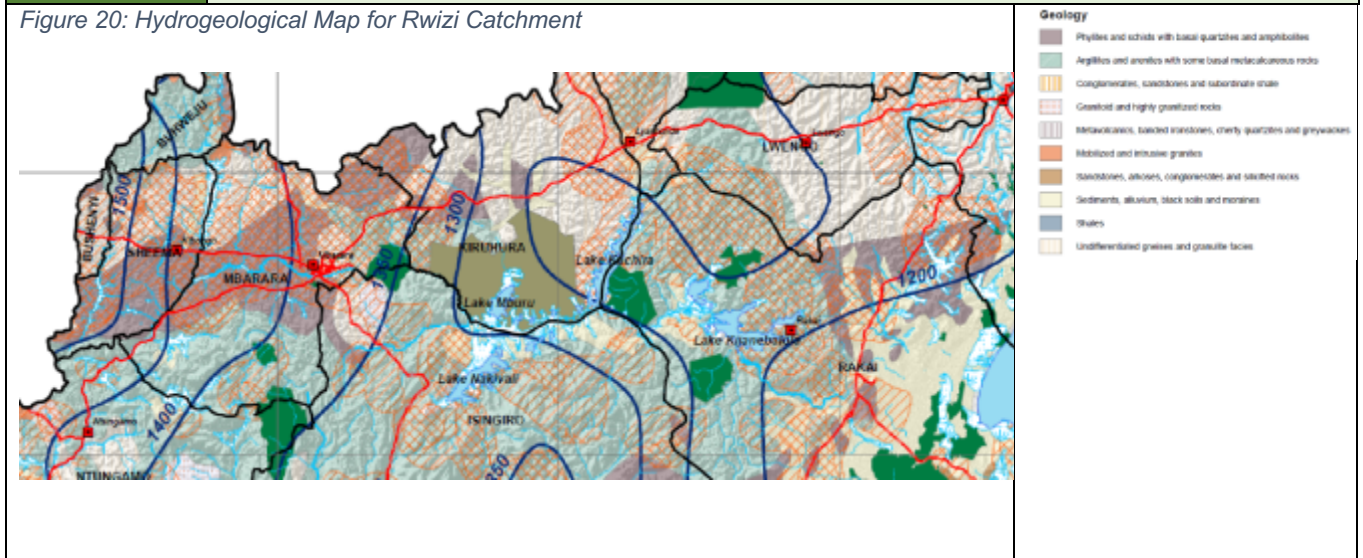 Figure 20: Hydrogeological Map for Rwizi Catchment
Geology
Phyllites and schists with basal quartzites and amphibolites
Argillites and arenites with some basal metacalcareous rocks
Conglomerates, sandstones and subordinate shale
Granitoid and highly granitized rocks
Metavolcanics, banded ironstones, cherty quartzites and greywackes
Mobilized and intrusive granites
Sandstones, arkoses, conglomerates and silicified rocks
Sediments, alluvium, black soils and moraines
Shales
Undifferentiated gneisses and granulite facies
BUHWEJU
LWENGO
1500
BUSHENYI
1300
SHEEMA
KIRUHURA
Lake Kachira
MBARARA
1200
Lake Mburu
Rakai
RAKAI
Lake Nakivali
ISINGIRO
1400
Ntungamo
NTUNGAM
350